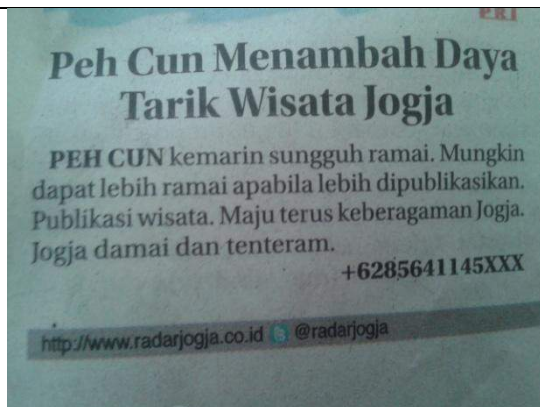 PRI
Peh Cun Menambah Daya
Tarik Wisata Jogja
PEH CUN kemarin sungguh ramai. Mungkin
dapat lebih ramai apabila lebih dipublikasikan.
Publikasi wisata. Maju terus keberagaman Jogja.
Jogja damai dan tenteram.
+6285641145XXX
http://www.radarjogja.co.id @radarjogja